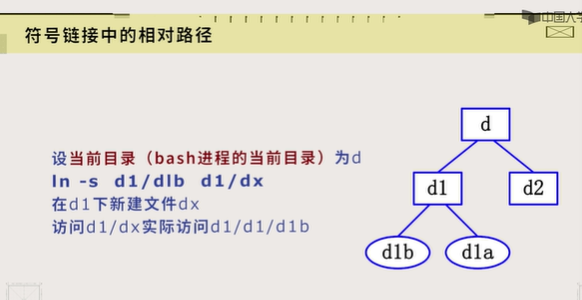 中国大学
符号链接中的相对路径
设当前目录（bash进程的当前目录）为d
ln -s d1/dlb d1/dx
在d1下新建文件dx
访问d1/dx实际访问d1/d1/d1b
d
d1
d2
d1b
d1a